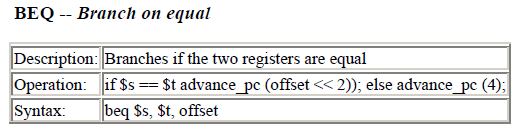 BEQ -- Branch on equal
Description: Branches if the two registers are equal
Operation: if $s == $t advance_pc (offset << 2)); else advance_pc (4);
Syntax: beq $s, $t, offset